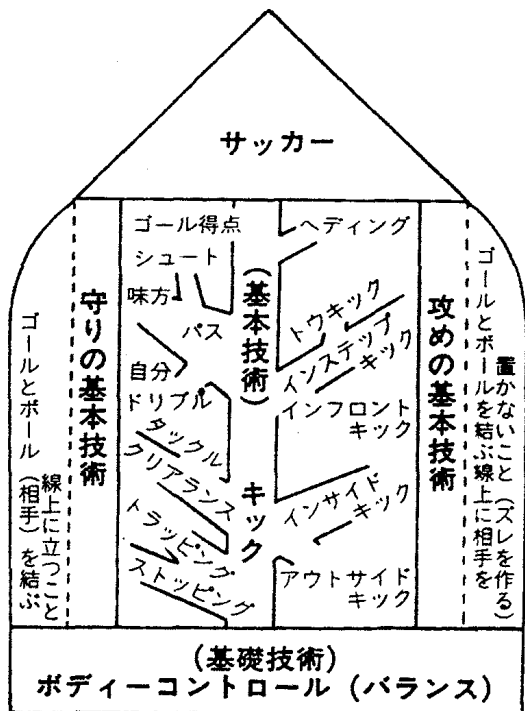 サッカー
ゴールとボール(相手)を結ぶ
線上に立つこと
守りの基本技術
ゴール得点
シュート
味方
パス
自分
ドリブル
タックル
クリアランス
トラッピング
ストッピング
(基本技術)
キック
ヘディング
トウキック
インステップ
キック
インフロント
キック
インサイド
キック
アウトサイド
キック
攻めの基本技術
ゴールとボールを結ぶ線上に相手を
置かないこと(ズレを作る)
(基礎技術)
ボディーコントロール(バランス)